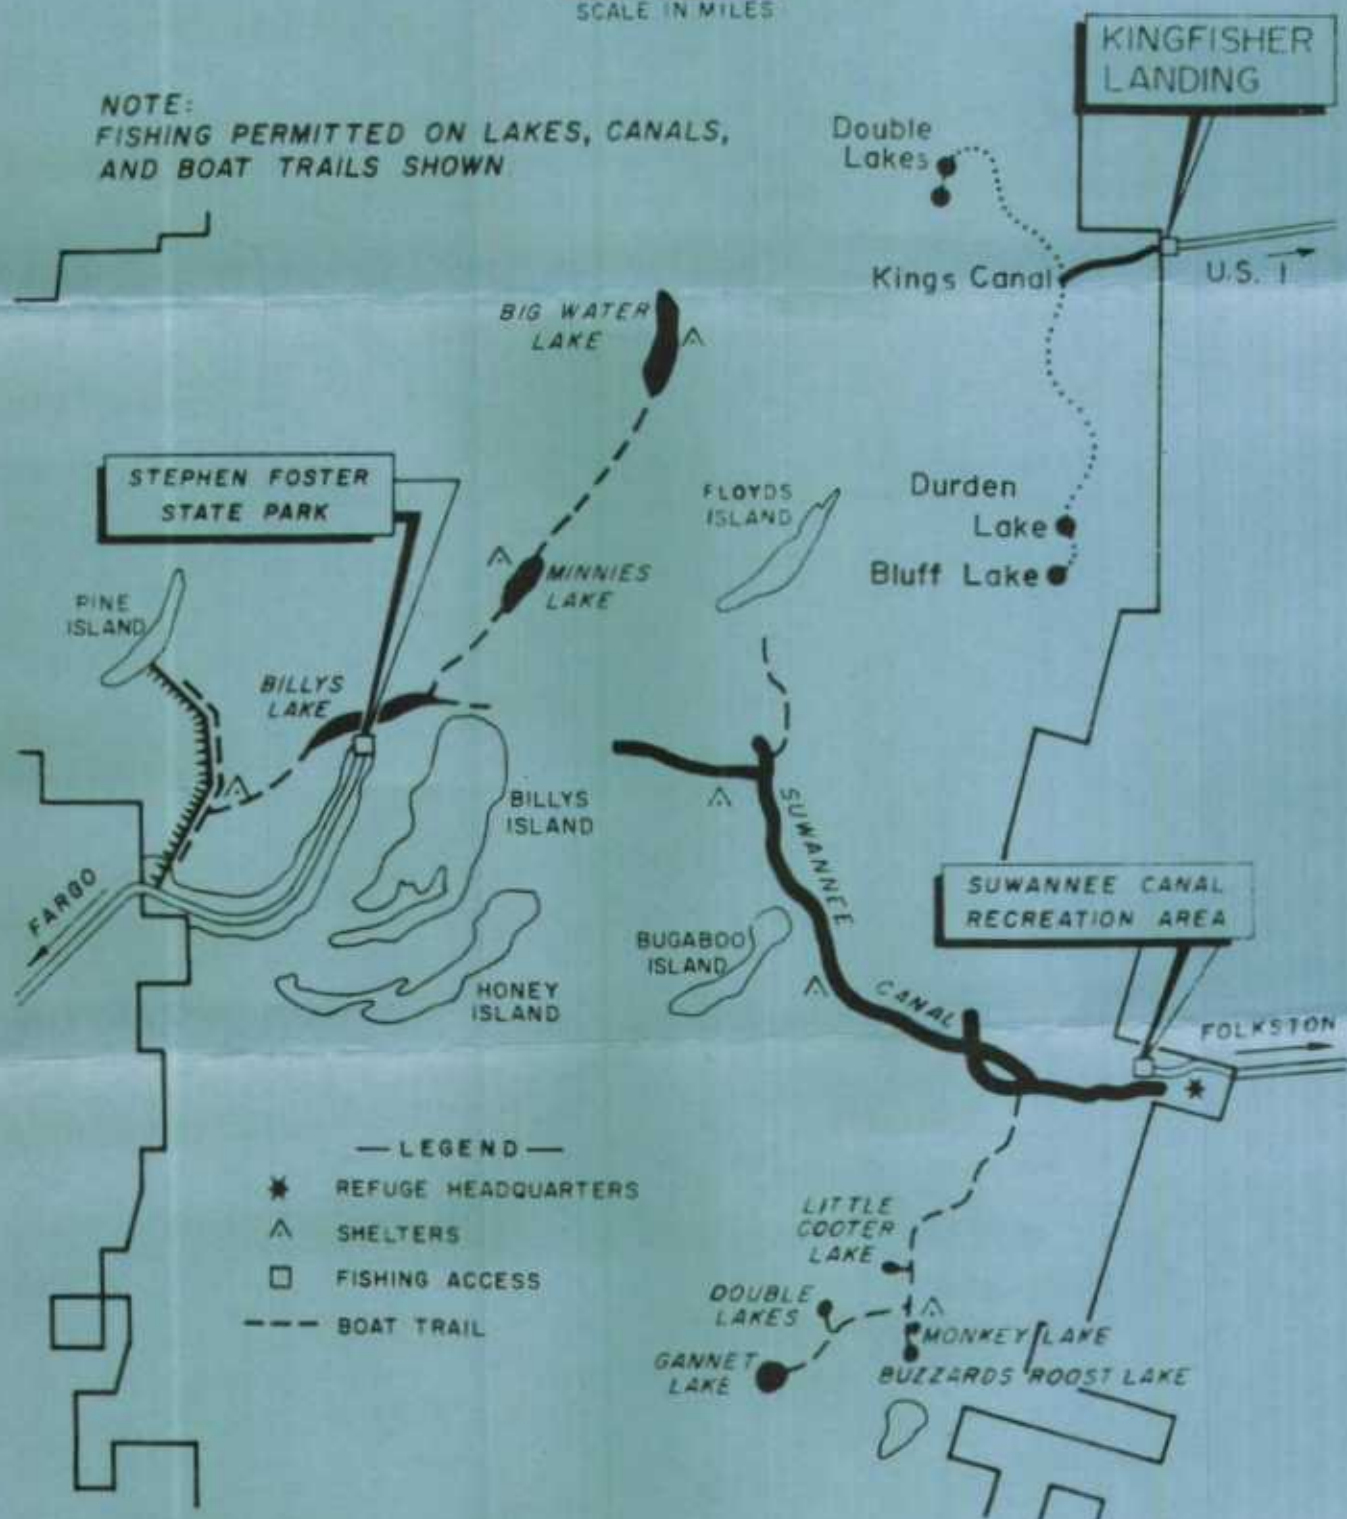 SCALE IN MILES
KINGFISHER
LANDING
NOTE:
FISHING PERMITTED ON LAKES, CANALS,
AND BOAT TRAILS SHOWN
Double
Lakes
Kings Canal
U.S. 1
BIG WATER
LAKE
STEPHEN FOSTER
STATE PARK
FLOYDS
ISLAND
Durden
Lake
Bluff Lake
MINNIES
LAKE
PINE
ISLAND
BILLYS
LAKE
BILLYS
ISLAND
SUWANNEE
CANAL
FARGO
SUWANNEE CANAL
RECREATION AREA
BUGABOO
ISLAND
HONEY
ISLAND
FOLKSTON
— LEGEND —
REFUGE HEADQUARTERS
SHELTERS
FISHING ACCESS
BOAT TRAIL
LITTLE
COOTER
LAKE
DOUBLE
LAKES
MONKEY LAKE
GANNET
LAKE
BUZZARDS ROOST LAKE